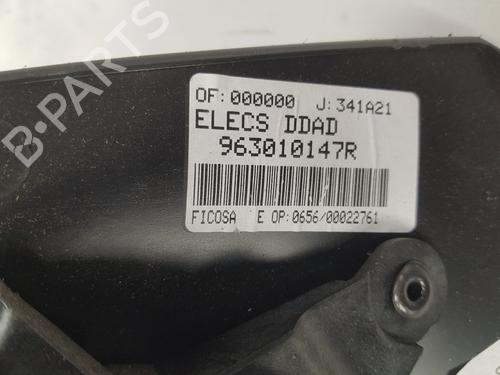 OF:000000 J:341A21
ELECS DDAD
963010147R
FICOSA E OP:0656/00022761
B-PARTS